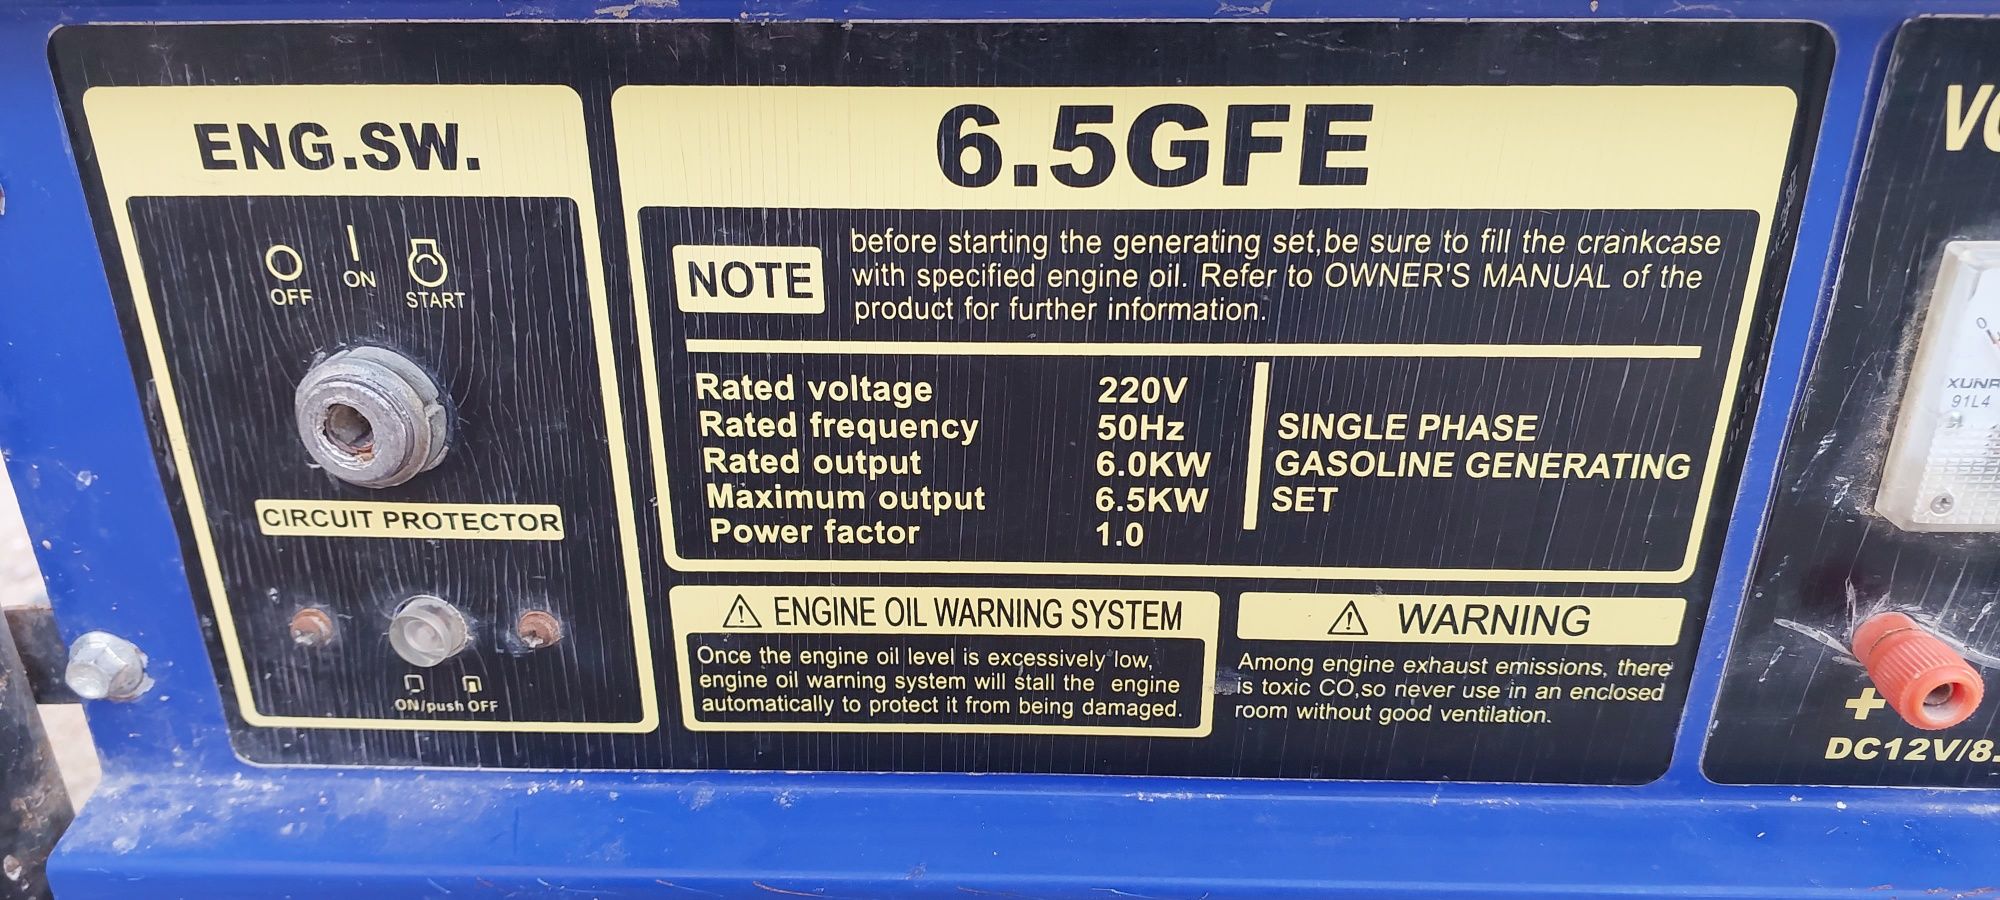 ENG.SW.
OFF
ON
START
CIRCUIT PROTECTOR
ON/push OFF
6.5GFE
NOTE
before starting the generating set,be sure to fill the crankcase
with specified engine oil. Refer to OWNER'S MANUAL of the
product for further information.
Rated voltage 220V
Rated frequency 50Hz
Rated output 6.0KW
Maximum output 6.5KW
Power factor 1.0
SINGLE PHASE
GASOLINE GENERATING
SET
⚠ ENGINE OIL WARNING SYSTEM
Once the engine oil level is excessively low,
engine oil warning system will stall the engine
automatically to protect it from being damaged.
⚠ WARNING
Among engine exhaust emissions, there
is toxic CO,so never use in an enclosed
room without good ventilation.
0
91L4
+
DC12V/8.